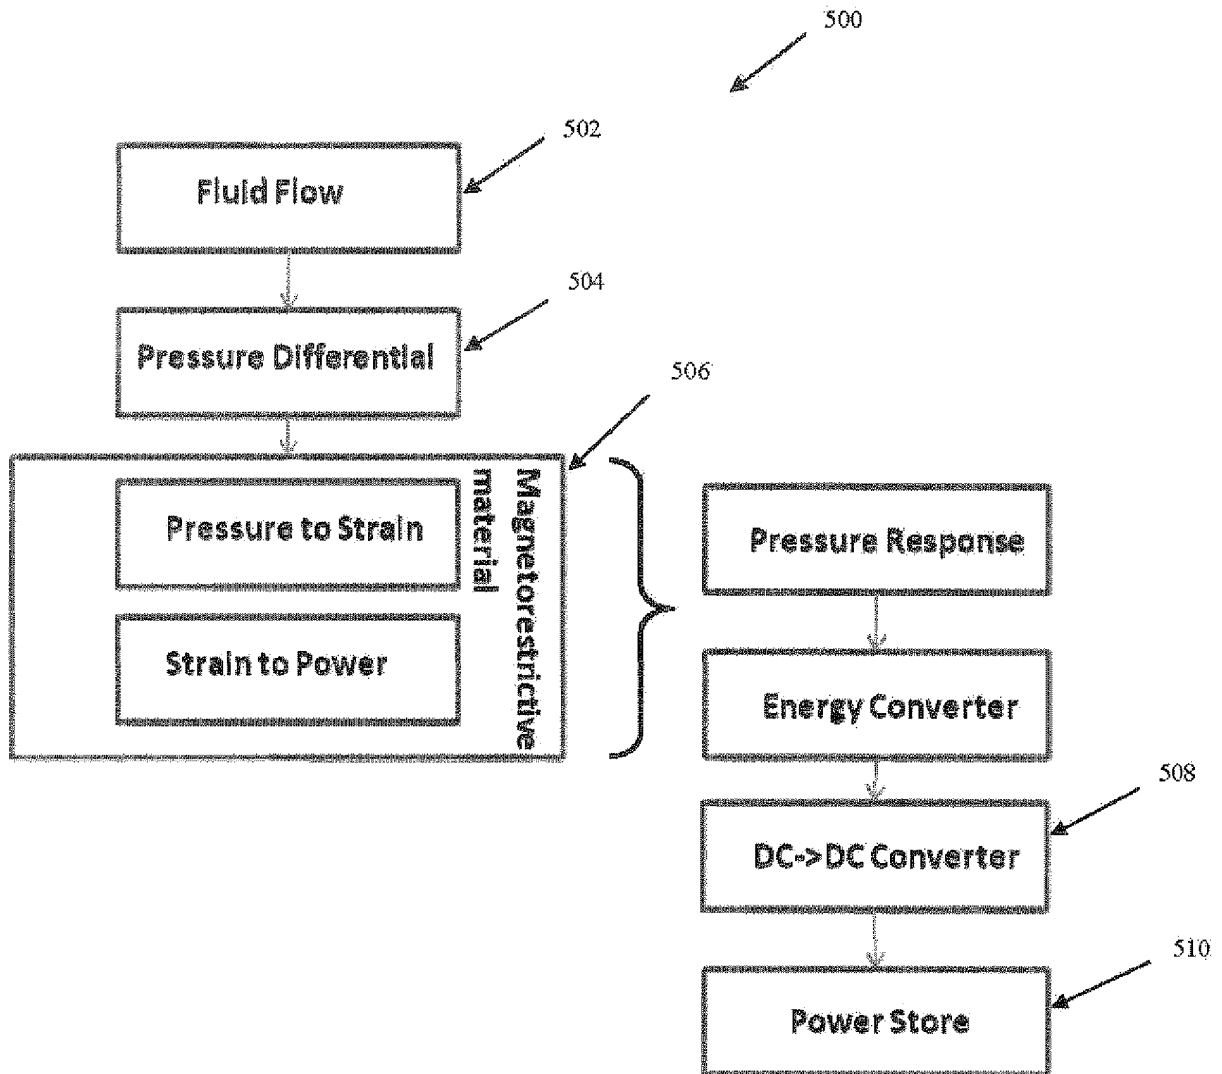 500
502
Fluid Flow
504
Pressure Differential
506
Magnetorestrictive
material
Pressure to Strain
Strain to Power
Pressure Response
Energy Converter
508
DC->DC Converter
510
Power Store